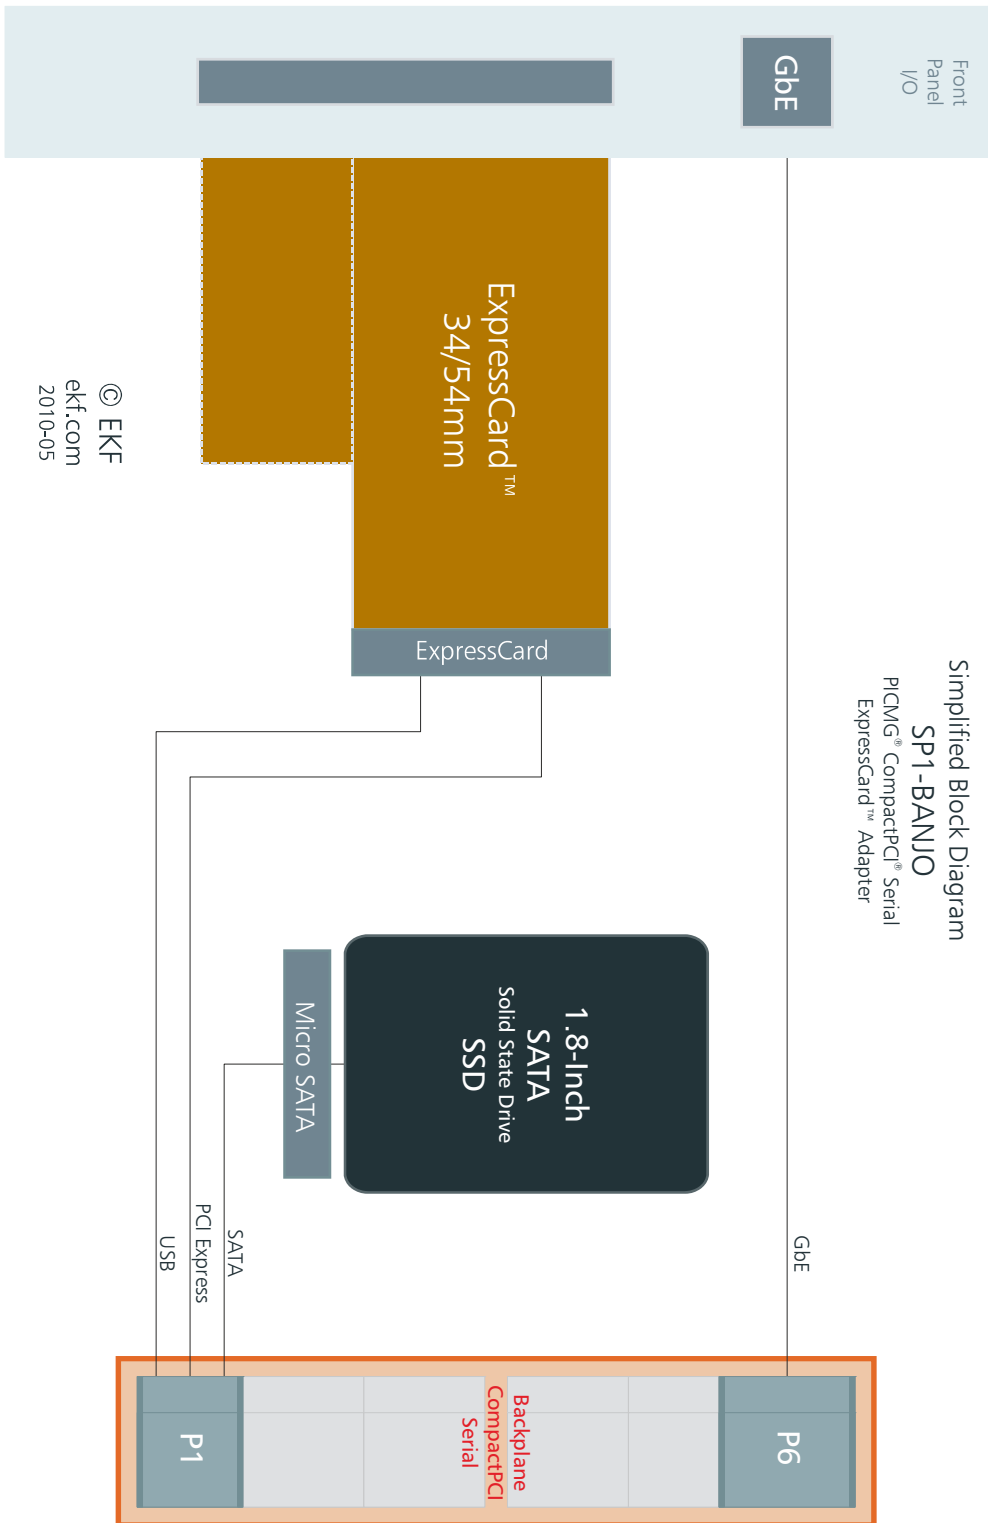 Front
Panel
I/O
GbE
ExpressCard™
34/54mm
© EKF
ekf.com
2010-05
ExpressCard
Simplified Block Diagram
SP1-BANJO
PICMG® CompactPCI® Serial
ExpressCard™ Adapter
1.8-Inch
SATA
Solid State Drive
SSD
Micro SATA
GbE
SATA
PCI Express
USB
P6
Backplane
CompactPCI
Serial
P1